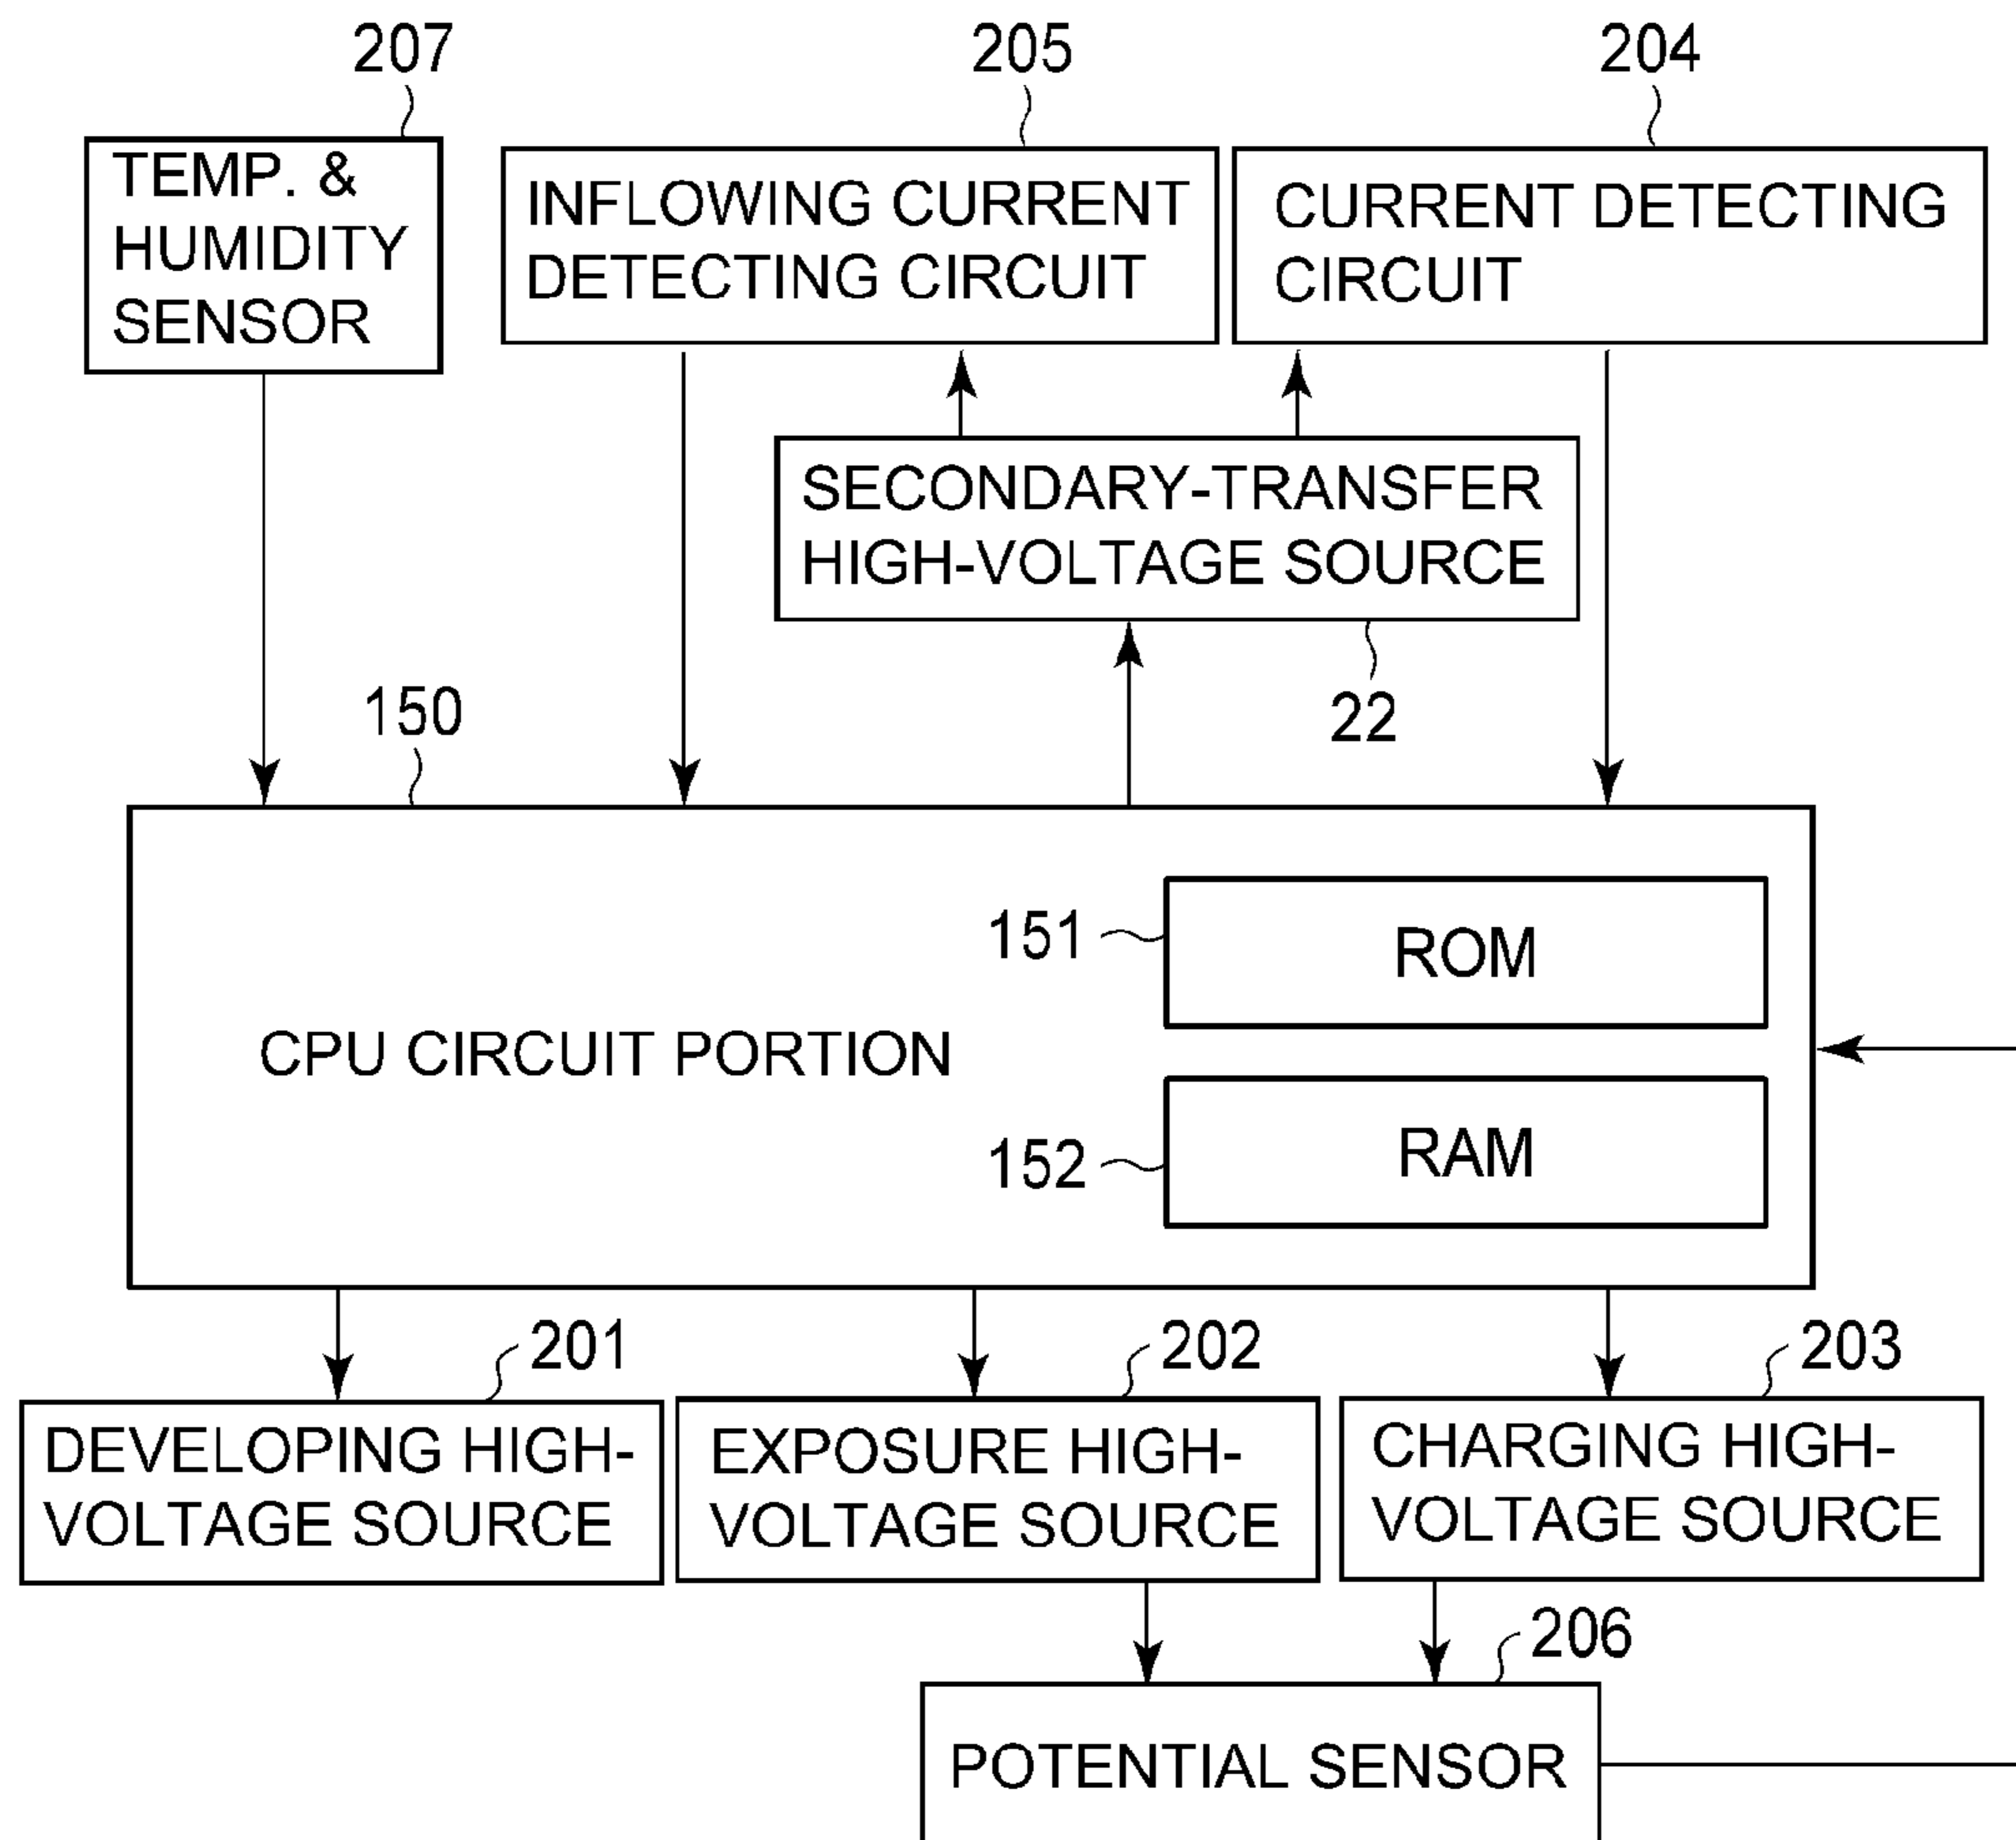 207
205
204
TEMP. &
HUMIDITY
SENSOR
INFLOWING CURRENT
DETECTING CIRCUIT
CURRENT DETECTING
CIRCUIT
SECONDARY-TRANSFER
HIGH-VOLTAGE SOURCE
22
150
151
ROM
CPU CIRCUIT PORTION
152
RAM
201
202
203
DEVELOPING HIGH-
VOLTAGE SOURCE
EXPOSURE HIGH-
VOLTAGE SOURCE
CHARGING HIGH-
VOLTAGE SOURCE
206
POTENTIAL SENSOR